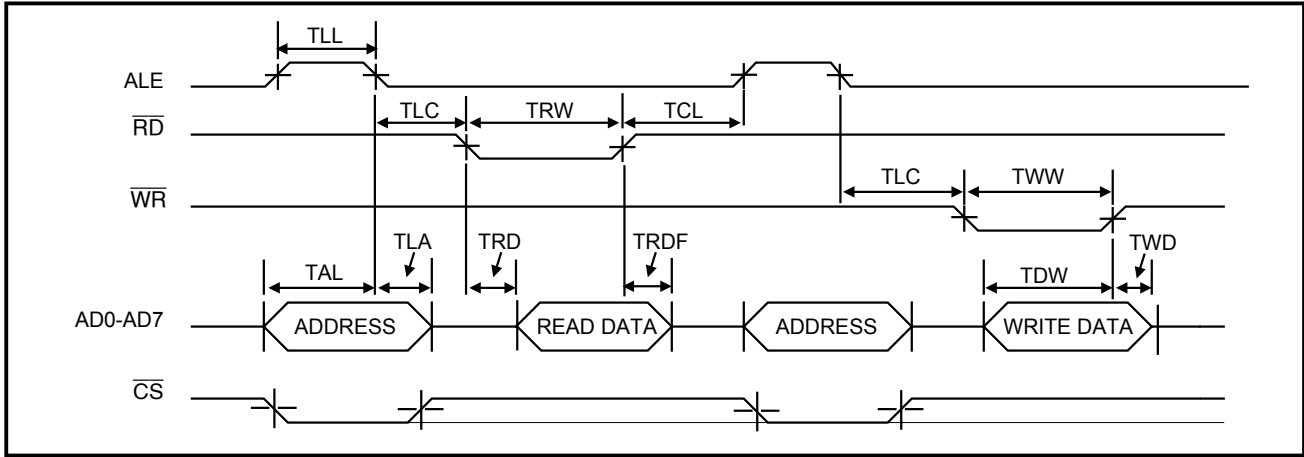 TLL
ALE
TLC TRW TCL
RD
TLC TWW
WR
TLA TRD TRDF TWD
TAL TDW
AD0-AD7 ADDRESS READ DATA ADDRESS WRITE DATA
CS